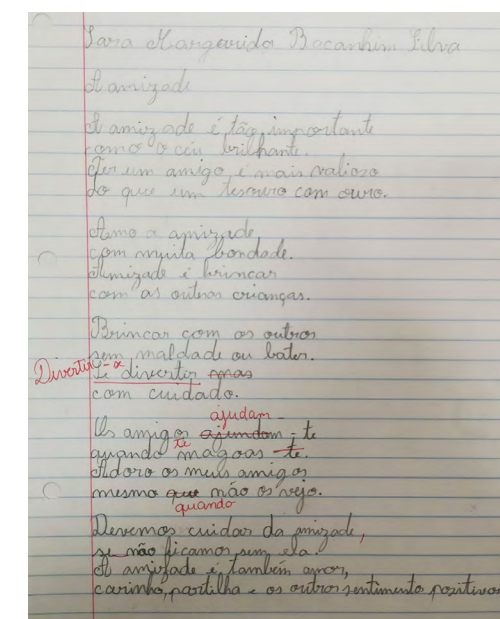 Sara Margarida Bacanhim Silva
A amizade
A amizade é tão importante
como o céu brilhante.
Ter um amigo é mais valioso
do que um tesouro com ouro.
Amo a amizade,
com muita bondade.
Amizade é brincar
com as outras crianças.
Brincar com os outros
sem maldade ou bater.
Divertir-a
Se divertir mas
com cuidado.
ajudam-
Os amigos ajundam-te
te
quando magoas-te.
Adoro os meus amigos
mesmo que não os vejo.
quando
Devemos cuidar da amizade,
se não ficamos sem ela.
A amizade é também amor,
carinho, partilha e os outros sentimento positivos